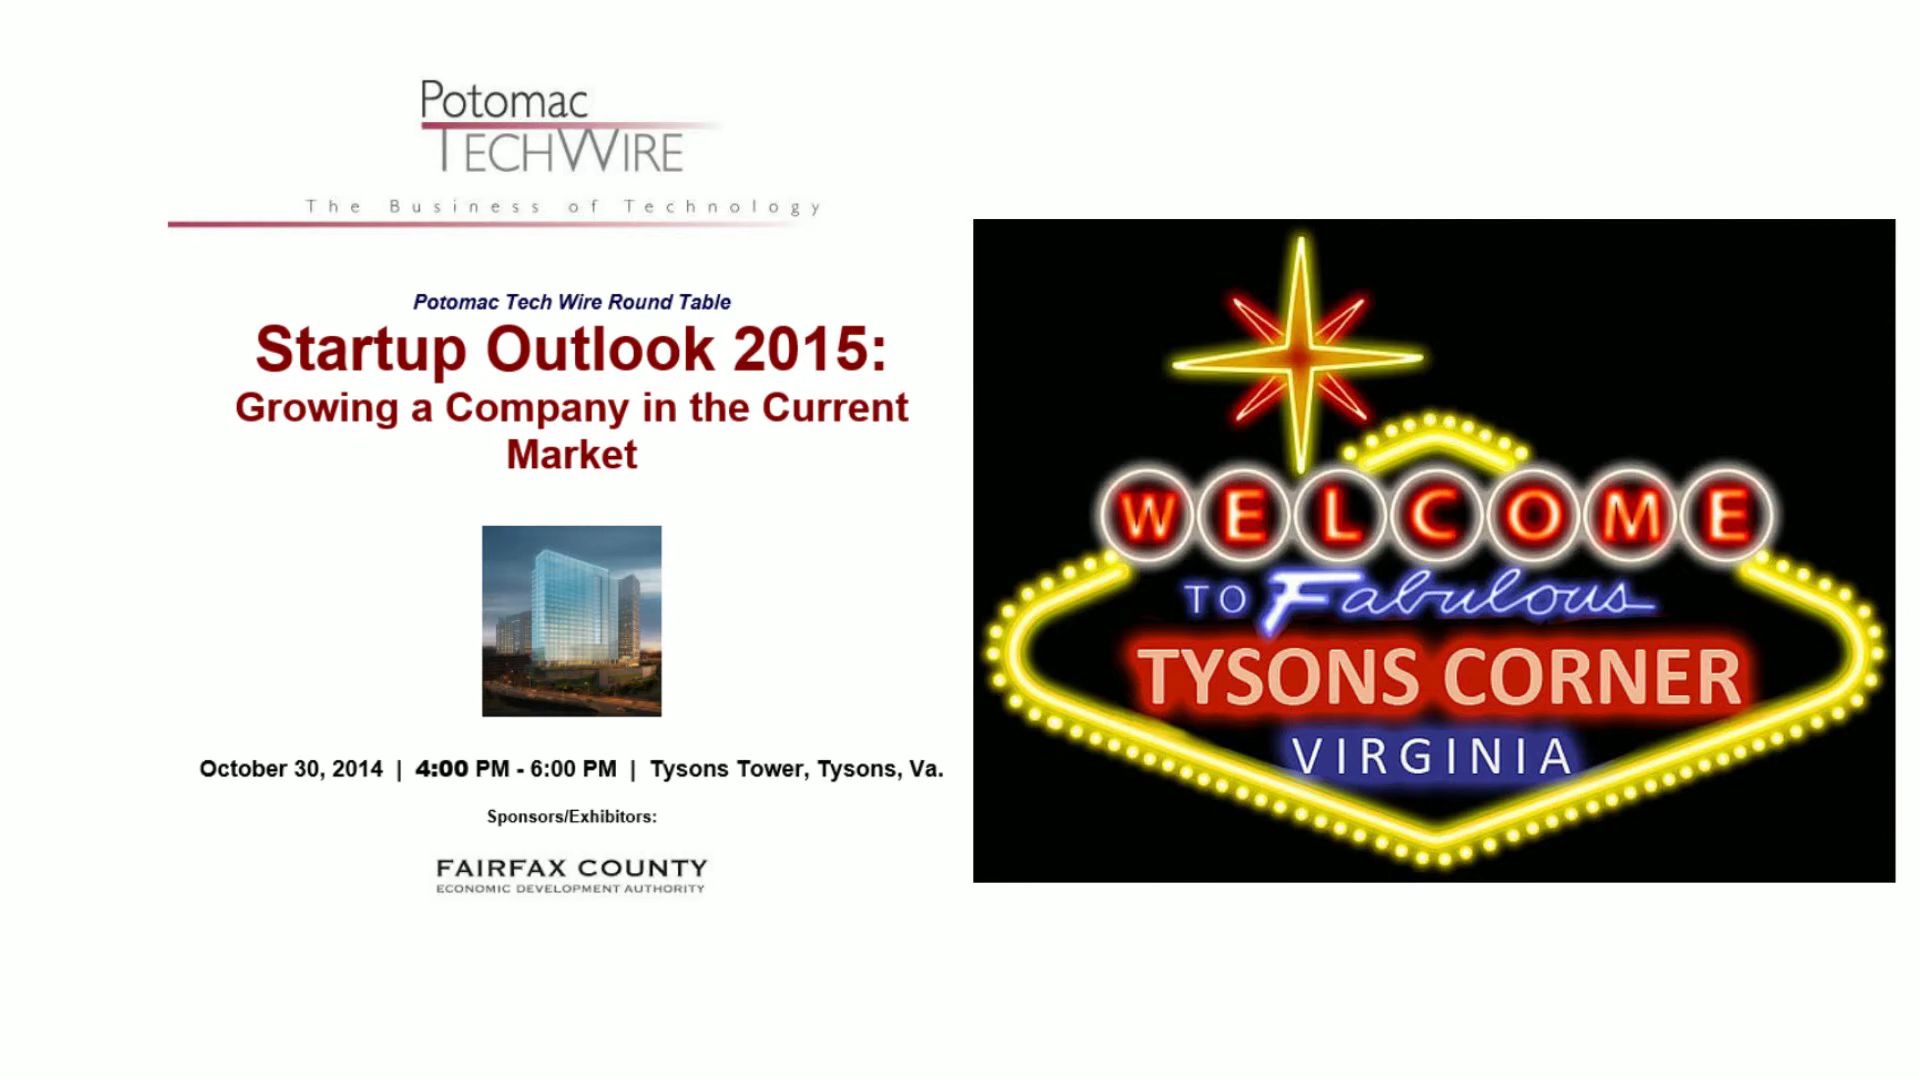 Potomac
TECHWIRE
The Business of Technology
Potomac Tech Wire Round Table
Startup Outlook 2015:
Growing a Company in the Current
Market
October 30, 2014 | 4:00 PM - 6:00 PM | Tysons Tower, Tysons, Va.
Sponsors/Exhibitors:
FAIRFAX COUNTY
ECONOMIC DEVELOPMENT AUTHORITY
WELCOME
TO Fabulous
TYSONS CORNER
VIRGINIA